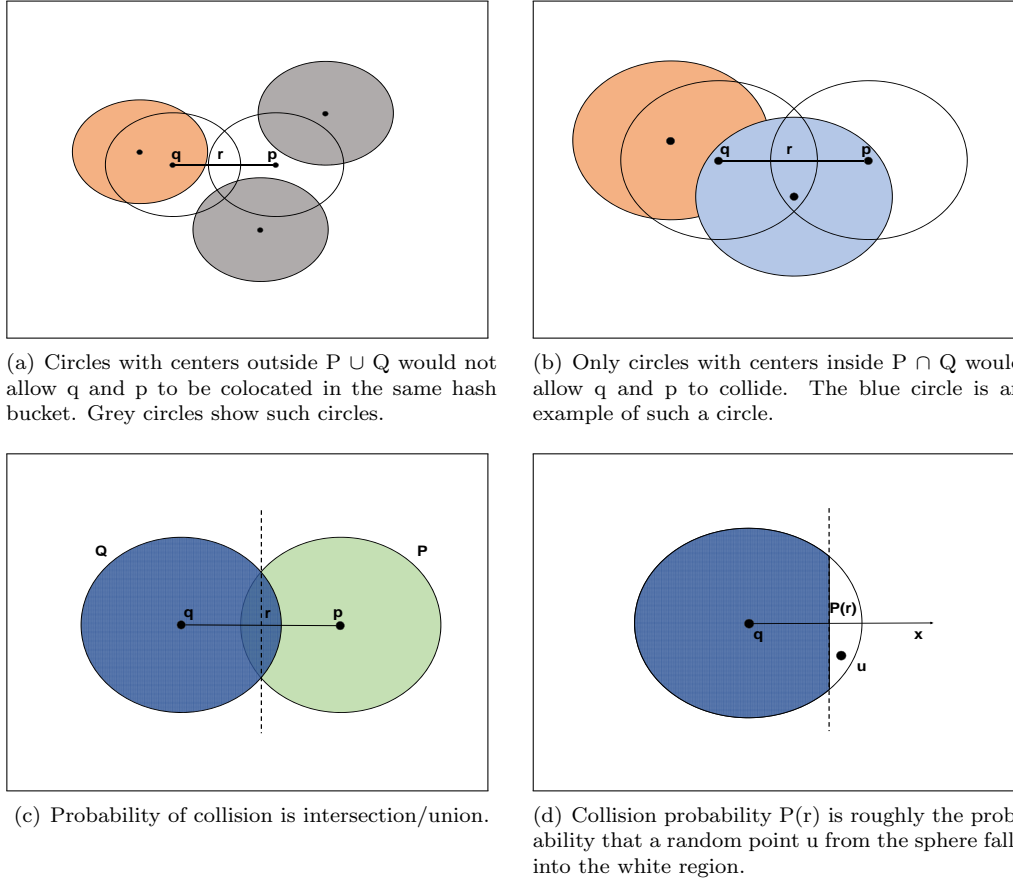 q r p
q r p
(a) Circles with centers outside P ∪ Q would not
allow q and p to be colocated in the same hash
bucket. Grey circles show such circles.
(b) Only circles with centers inside P ∩ Q would
allow q and p to collide. The blue circle is an
example of such a circle.
Q P
q r p
P(r)
q x
u
(c) Probability of collision is intersection/union.
(d) Collision probability P(r) is roughly the prob-
ability that a random point u from the sphere fall
into the white region.